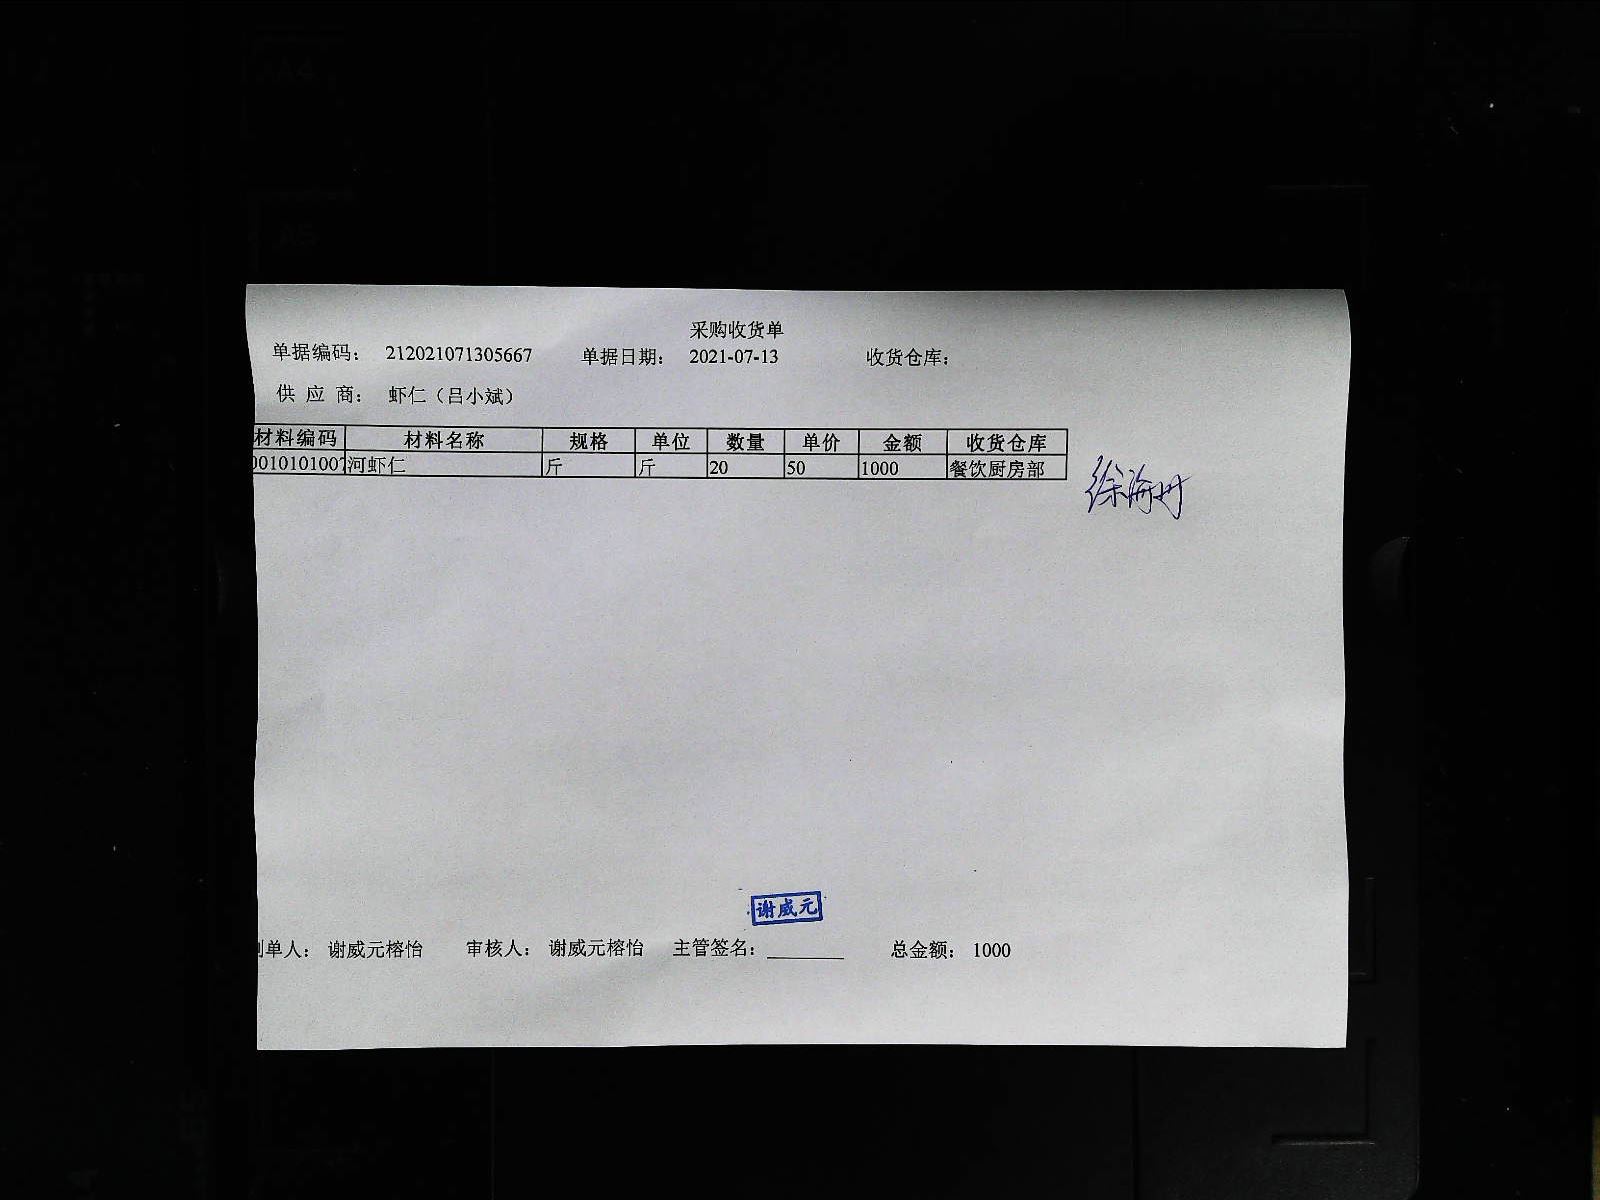 采购收货单
单据编码： 212021071305667 单据日期： 2021-07-13 收货仓库：
供 应 商： 虾仁（吕小斌）
材料编码 材料名称 规格 单位 数量 单价 金额 收货仓库
0010101007 河虾仁 斤 斤 20 50 1000 餐饮厨房部
谢威元
制单人： 谢威元榕怡 审核人： 谢威元榕怡 主管签名：________ 总金额： 1000